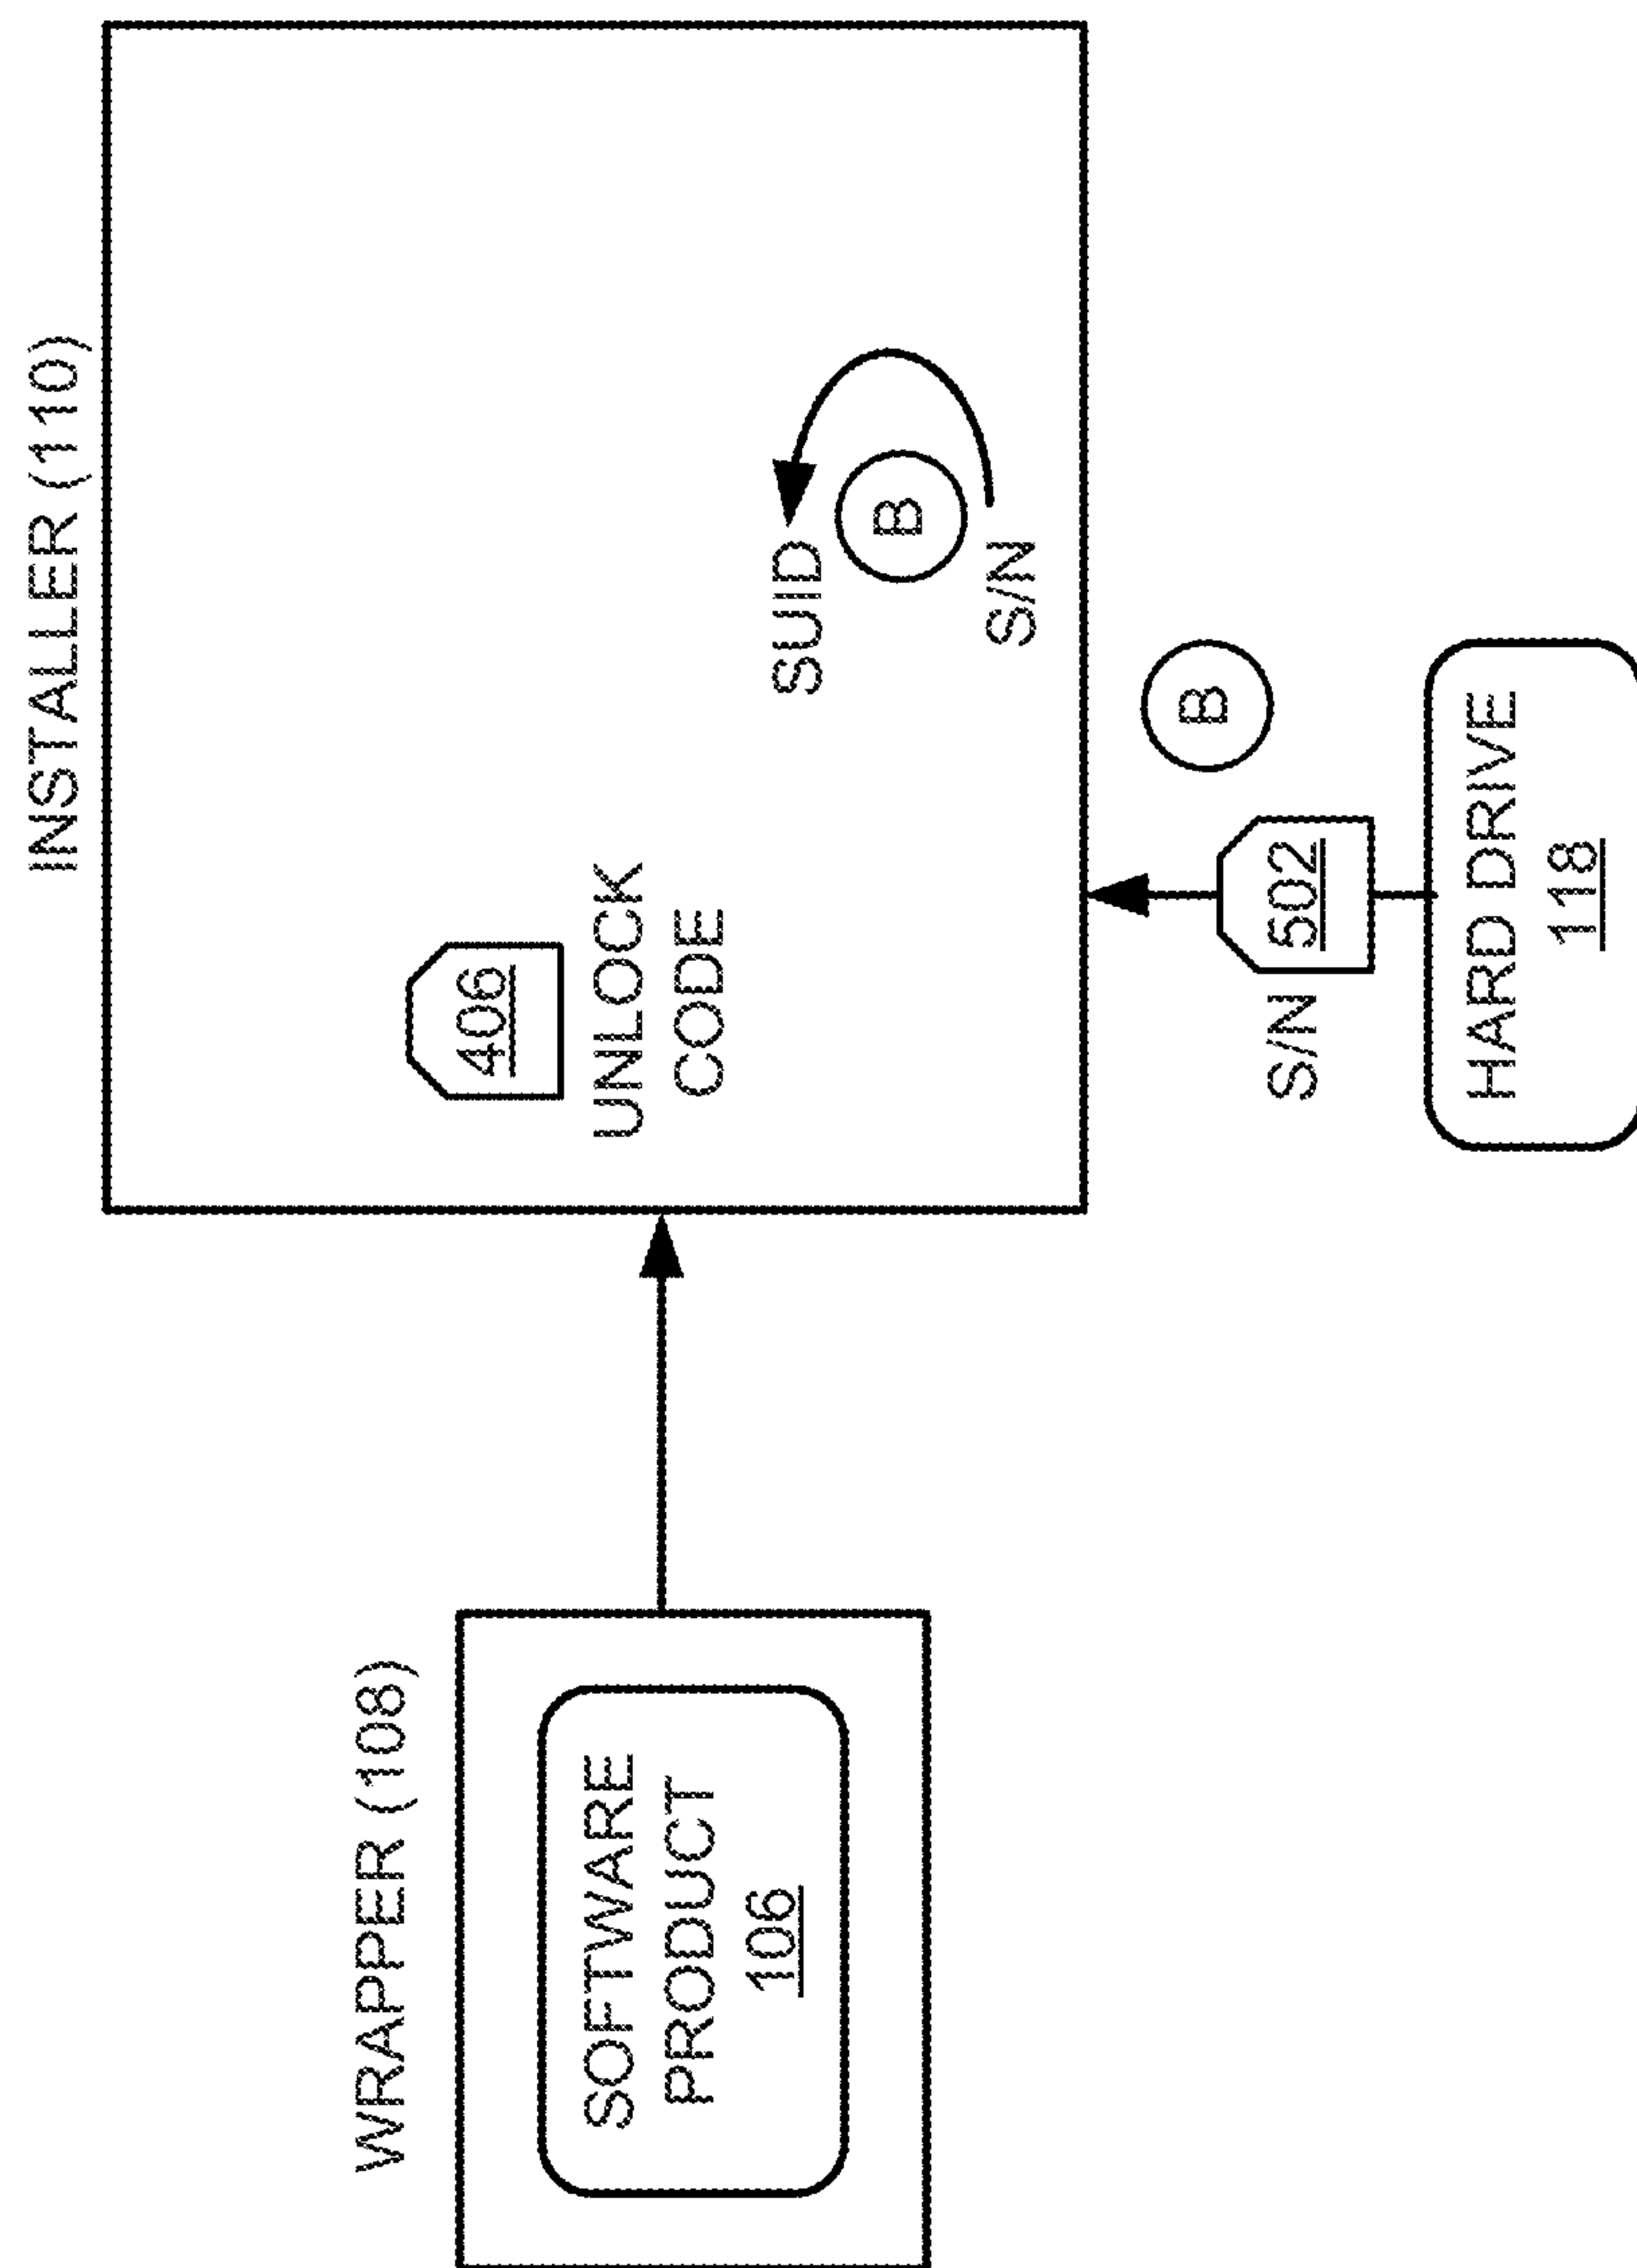 INSTALLER (110)
WRAPPER (108)
406
UNLOCK
CODE
SOFTWARE
PRODUCT
106
SUID
B
S/N
B
S/N
502
HARD DRIVE
118